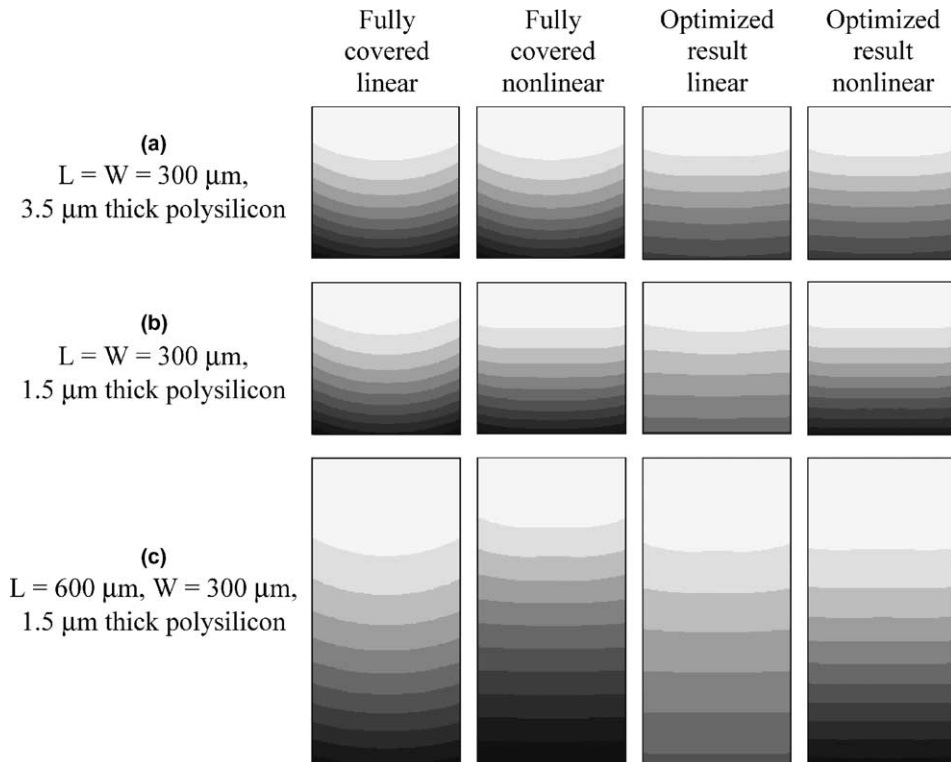 Fully
covered
linear
Fully
covered
nonlinear
Optimized
result
linear
Optimized
result
nonlinear
(a)
L = W = 300 μm,
3.5 μm thick polysilicon
(b)
L = W = 300 μm,
1.5 μm thick polysilicon
(c)
L = 600 μm, W = 300 μm,
1.5 μm thick polysilicon